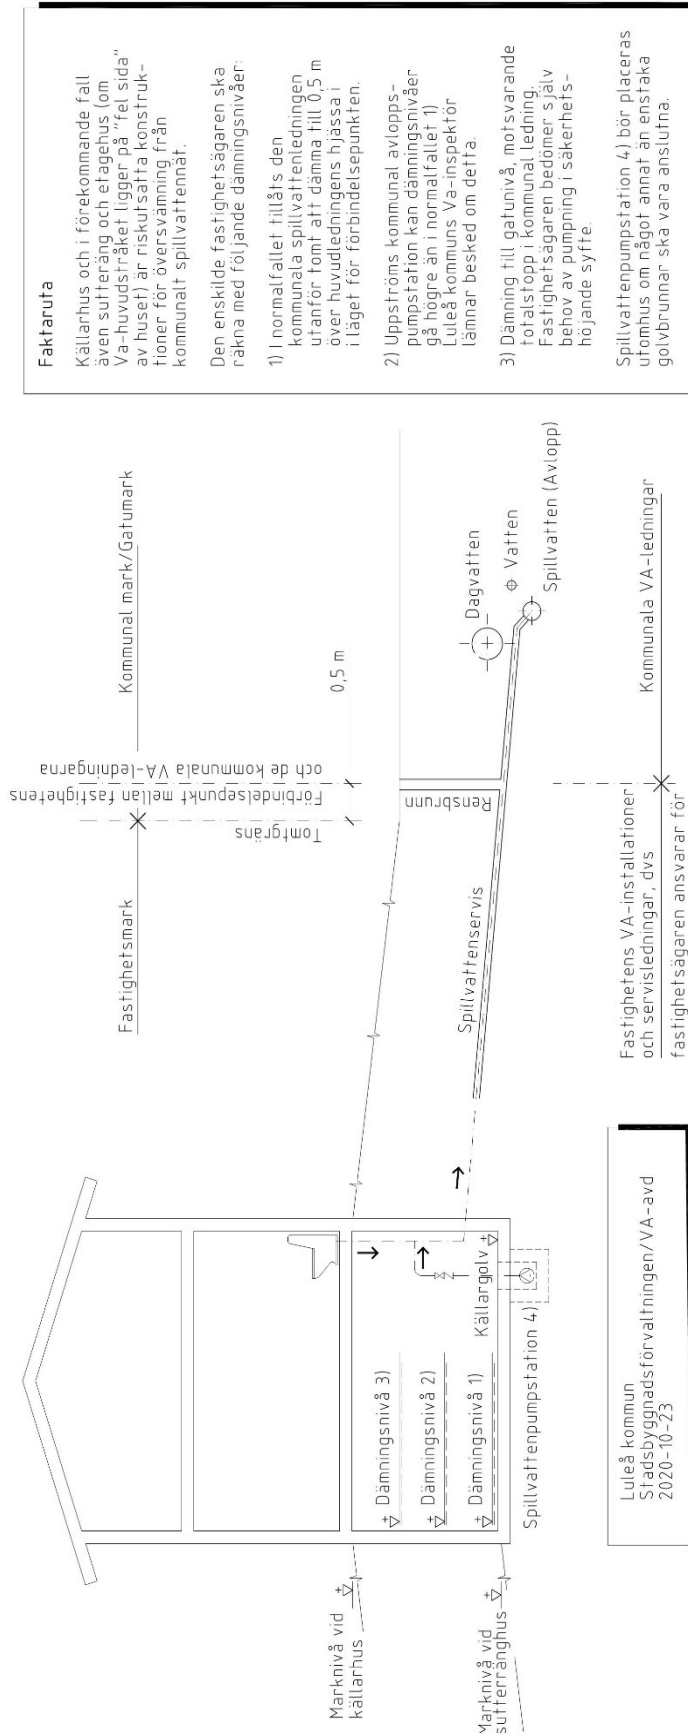 Faktaruta
Källarhus och i förekommande fall
även sutteräng och etagehus (om
Va-huvudstråket ligger på "fel sida"
av huset) är riskutsatta konstruk-
tioner för översvämning från
kommunalt spillvattennät.
Den enskilde fastighetsägaren ska
räkna med följande dämningsnivåer:
1) I normalfallet tillåts den
kommunala spillvattenledningen
utanför tomt att dämma till 0,5 m
över huvudledningens hjässa i
i läget för förbindelsepunkten.
2) Uppströms kommunal avlopps-
pumpstation kan dämningsnivåer
gå högre än i normalfallet 1)
Luleå kommuns Va-inspektör
lämnar besked om detta.
3) Dämning till gatunivå, motsvarande
totalstopp i kommunal ledning.
Fastighetsägaren bedömer själv
behov av pumpning i säkerhets-
höjande syfte.
Spillvattenpumpstation 4) bör placeras
utomhus om något annat än enstaka
golvbrunnar ska vara anslutna.
Fastighetsmark
Kommunal mark/Gatumark
Tomtgräns
Förbindelsepunkt mellan fastighetens
och de kommunala VA-ledningarna
0,5 m
Rensbrunn
Dagvatten
Vatten
Spillvatten (Avlopp)
Spillvattenservis
Marknivå vid
källarhus
Marknivå vid
sutterränghus
Dämningsnivå 3)
Dämningsnivå 2)
Dämningsnivå 1)
Källargolv
Spillvattenpumpstation 4)
Fastighetens VA-installationer
och servisledningar, dvs
fastighetsägaren ansvarar för
Kommunala VA-ledningar
Luleå kommun
Stadsbyggnadsförvaltningen/VA-avd
2020-10-23